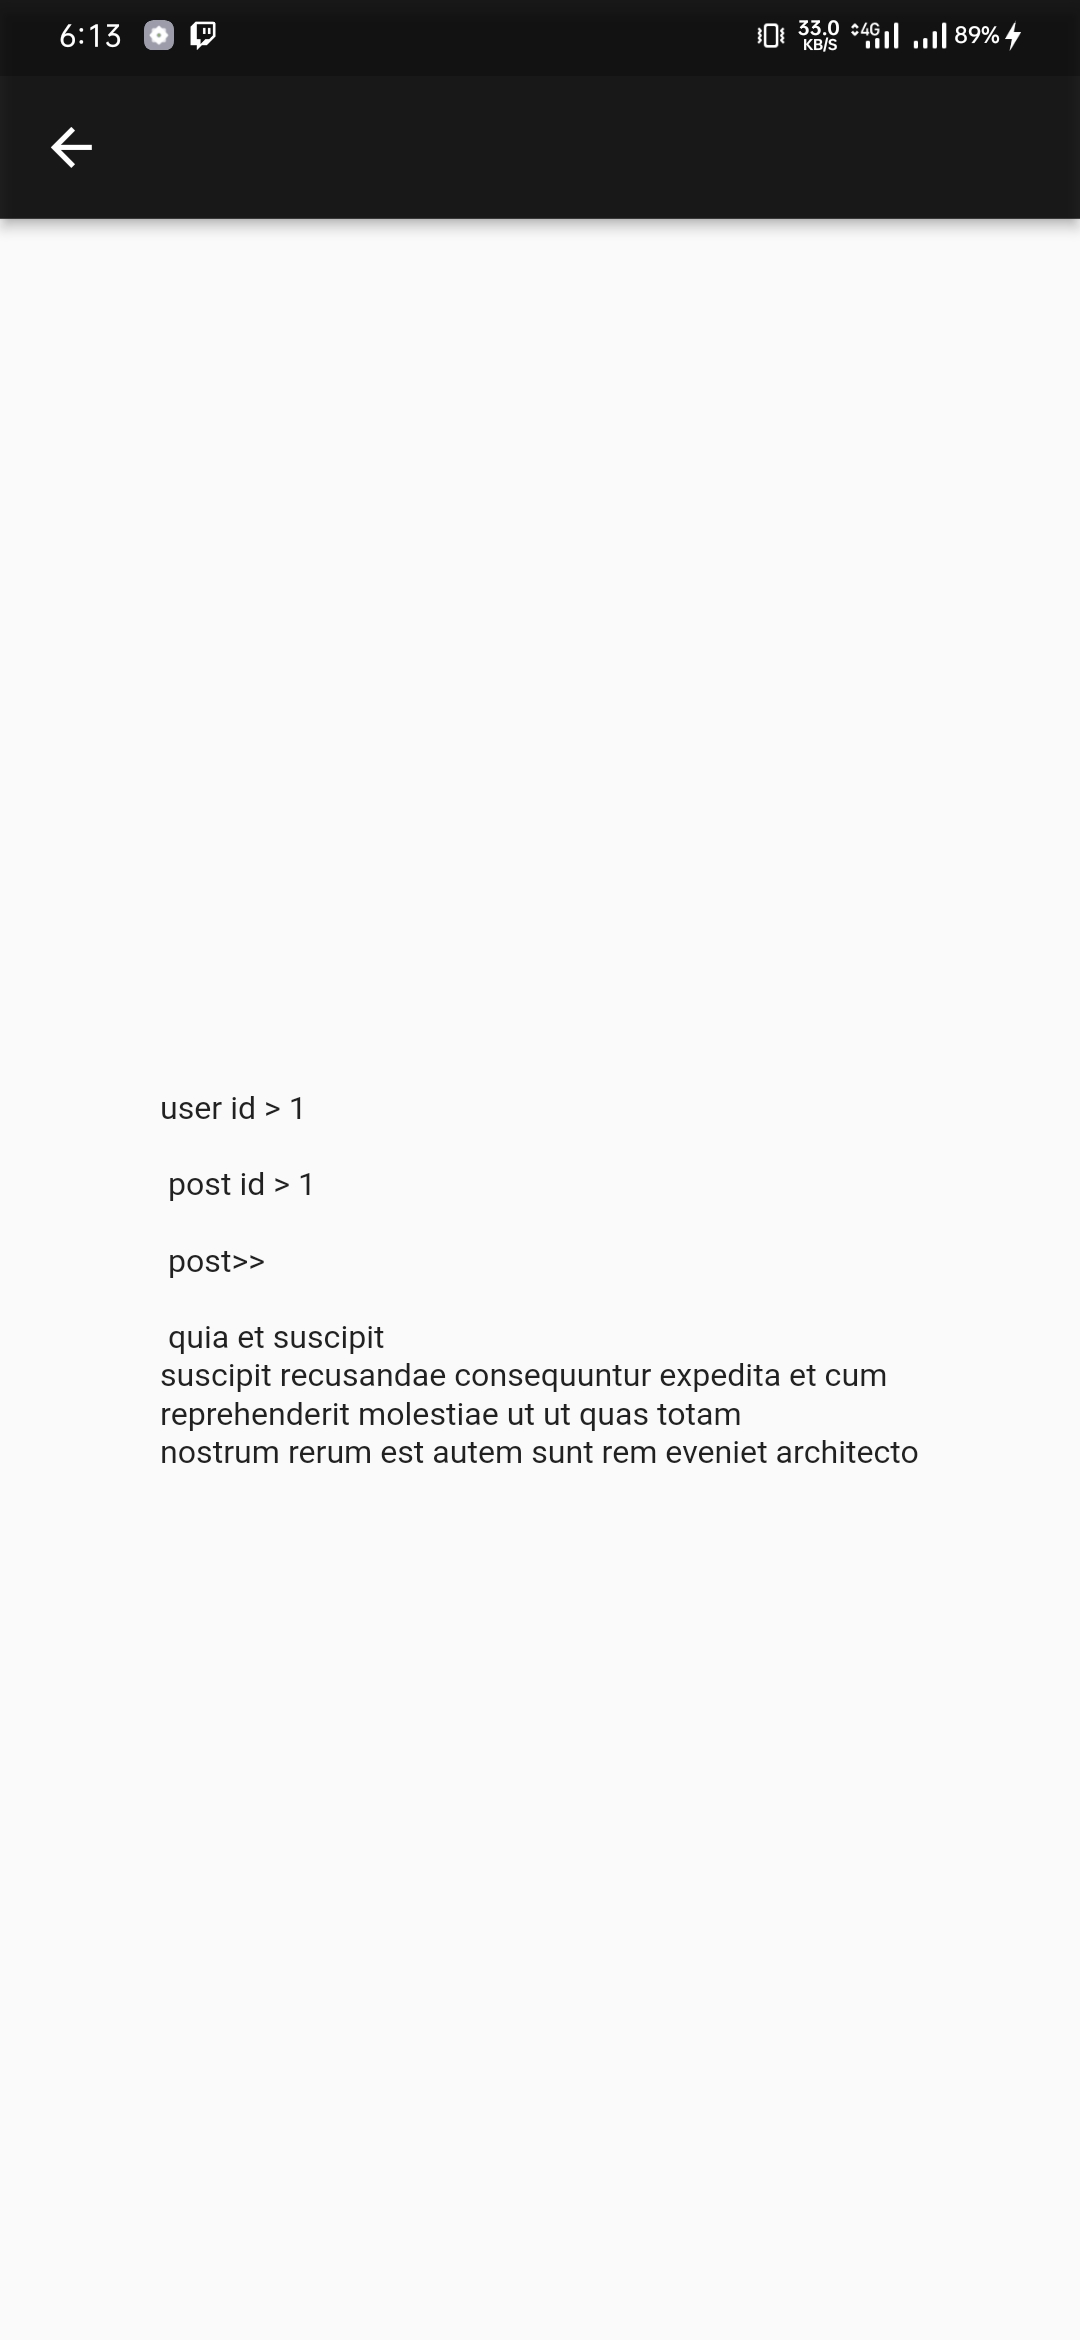 6:13 33.0 KB/S 4G 89%
user id > 1
post id > 1
post>>
quia et suscipit
suscipit recusandae consequuntur expedita et cum
reprehenderit molestiae ut ut quas totam
nostrum rerum est autem sunt rem eveniet architecto